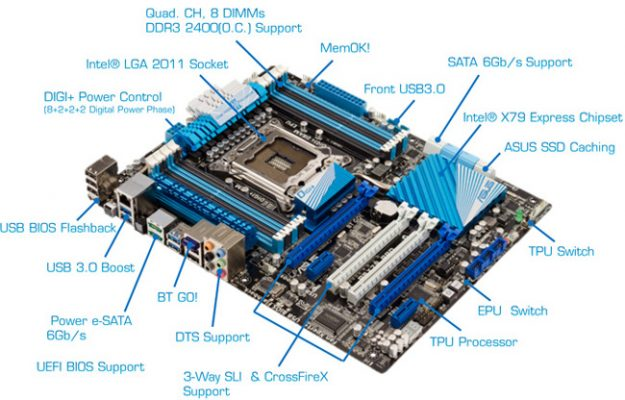 Quad. CH, 8 DIMMs
DDR3 2400(O.C.) Support
MemOK!
Intel® LGA 2011 Socket
SATA 6Gb/s Support
Front USB3.0
DIGI+ Power Control
(8+2+2+2 Digital Power Phase)
Intel® X79 Express Chipset
ASUS SSD Caching
USB BIOS Flashback
TPU Switch
USB 3.0 Boost
BT GO!
EPU Switch
Power e-SATA
6Gb/s
DTS Support
TPU Processor
UEFI BIOS Support
3-Way SLI & CrossFireX
Support